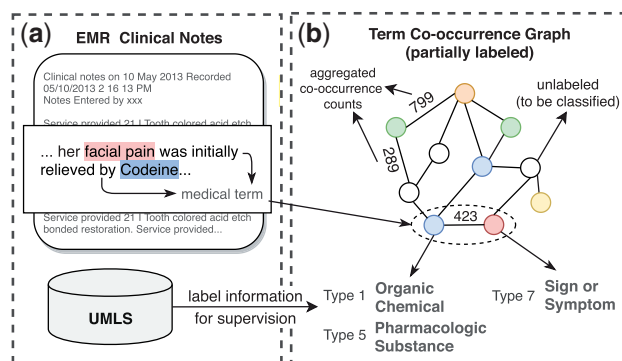 (a)
EMR Clinical Notes
Clinical notes on 10 May 2013 Recorded
05/10/2013 2 16 13 PM
Notes Entered by xxx
Service provided 21 | Tooth colored acid etch
... her facial pain was initially
relieved by Codeine...
medical term
Service provided 21 | Tooth colored acid etch
bonded restoration. Service provided...
UMLS
label information
for supervision
(b)
Term Co-occurrence Graph
(partially labeled)
aggregated
co-occurrence
counts
unlabeled
(to be classified)
799
289
423
Type 1 Organic
Chemical
Type 5 Pharmacologic
Substance
Type 7 Sign or
Symptom